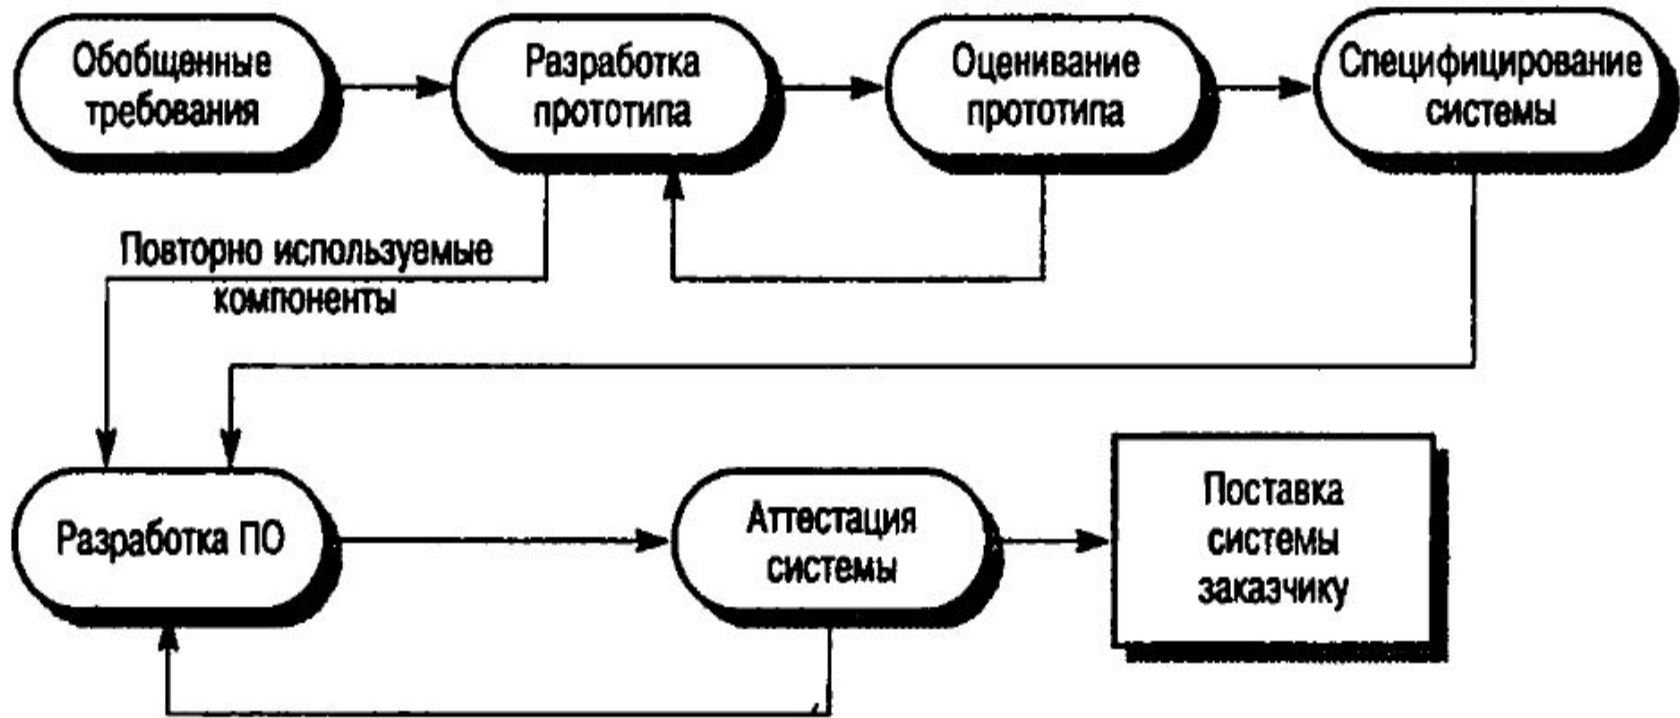 Обобщенные
требования
Разработка
прототипа
Оценивание
прототипа
Специфицирование
системы
Повторно используемые
компоненты
Разработка ПО
Аттестация
системы
Поставка
системы
заказчику